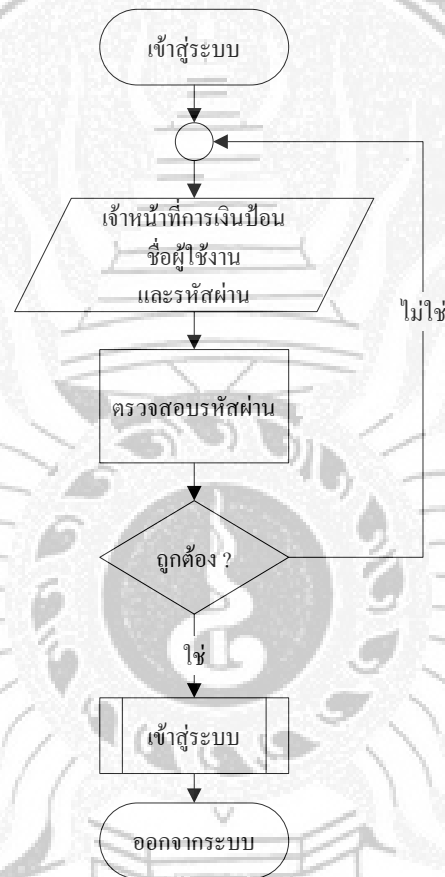 เข้าสู่ระบบ
เจ้าหน้าที่การเงินป้อน
ชื่อผู้ใช้งาน
และรหัสผ่าน
ไม่ใช่
ตรวจสอบรหัสผ่าน
ถูกต้อง ?
ใช่
เข้าสู่ระบบ
ออกจากระบบ